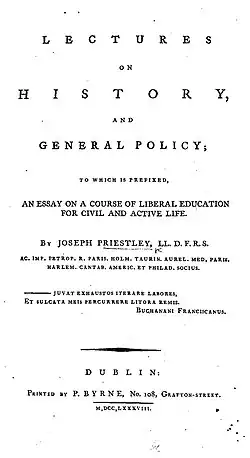 LECTURES
ON
HISTORY,
AND
GENERAL POLICY;
TO WHICH IS PREFIXED,
AN ESSAY ON A COURSE OF LIBERAL EDUCATION
FOR CIVIL AND ACTIVE LIFE.
BY JOSEPH PRIESTLEY, LL. D. F.R.S.
AC. IMP. PETROP. R. PARIS. HOLM. TAURIN. AUREL. MED. PARIS.
HARLEM. CANTAB. AMERIC. ET PHILAD. SOCIUS.
JUVAT EXHAUSTOS ITERARE LABORES,
ET SULCATA MEIS PERCURRERE LITORA REMIS.
BUCHANANI FRANCISCANUS.
DUBLIN:
PRINTED BY P. BYRNE, No. 108, GRAFTON-STREET.
M,DCC,LXXXVIII.